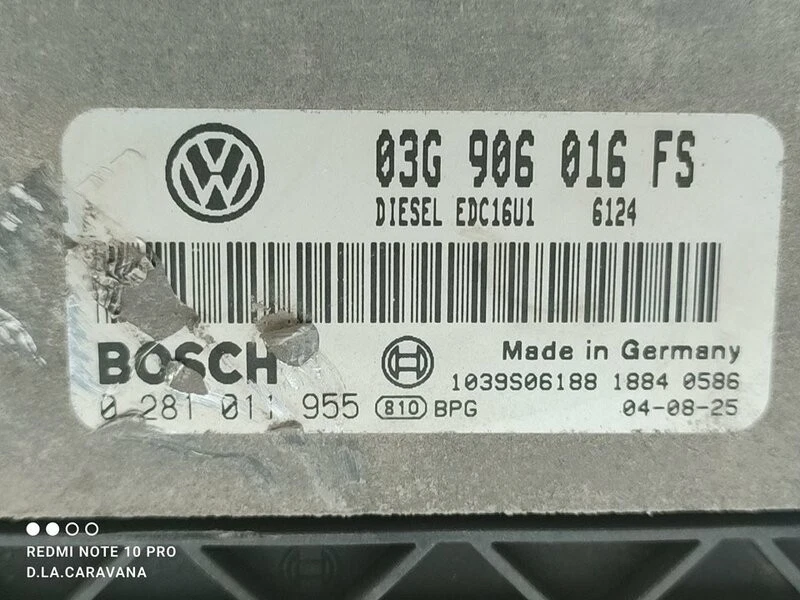 03G 906 016 FS
DIESEL EDC16U1 6124
BOSCH
Made in Germany
1039S06188 1884 0586
0 281 011 955 810 BPG 04-08-25
REDMI NOTE 10 PRO
D.LA.CARAVANA